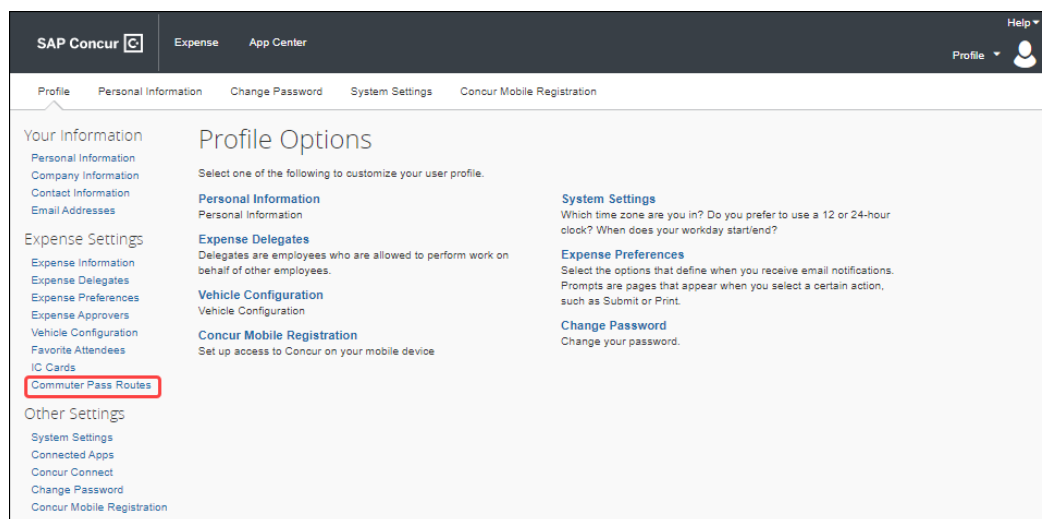 Help
SAP Concur C Expense App Center
Profile
Profile Personal Information Change Password System Settings Concur Mobile Registration
Your Information
Personal Information
Company Information
Contact Information
Email Addresses
Expense Settings
Expense Information
Expense Delegates
Expense Preferences
Expense Approvers
Vehicle Configuration
Favorite Attendees
IC Cards
Commuter Pass Routes
Other Settings
System Settings
Connected Apps
Concur Connect
Change Password
Concur Mobile Registration
Profile Options
Select one of the following to customize your user profile.
Personal Information
Personal Information
Expense Delegates
Delegates are employees who are allowed to perform work on
behalf of other employees.
Vehicle Configuration
Vehicle Configuration
Concur Mobile Registration
Set up access to Concur on your mobile device
System Settings
Which time zone are you in? Do you prefer to use a 12 or 24-hour
clock? When does your workday start/end?
Expense Preferences
Select the options that define when you receive email notifications.
Prompts are pages that appear when you select a certain action,
such as Submit or Print.
Change Password
Change your password.